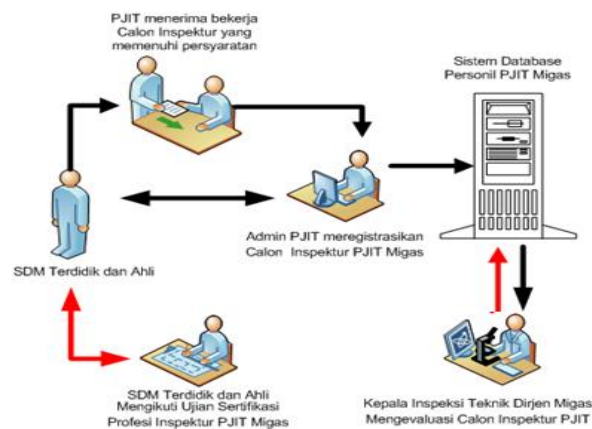 PJIT menerima bekerja
Calon Inspektur yang
memenuhi persyaratan
Sistem Database
Personil PJIT Migas
Admin PJIT meregistrasikan
Calon Inspektur PJIT Migas
SDM Terdidik dan Ahli
SDM Terdidik dan Ahli
Mengikuti Ujian Sertifikasi
Profesi Inspektur PJIT Migas
Kepala Inspeksi Teknik Dirjen Migas
Mengevaluasi Calon Inspektur PJIT